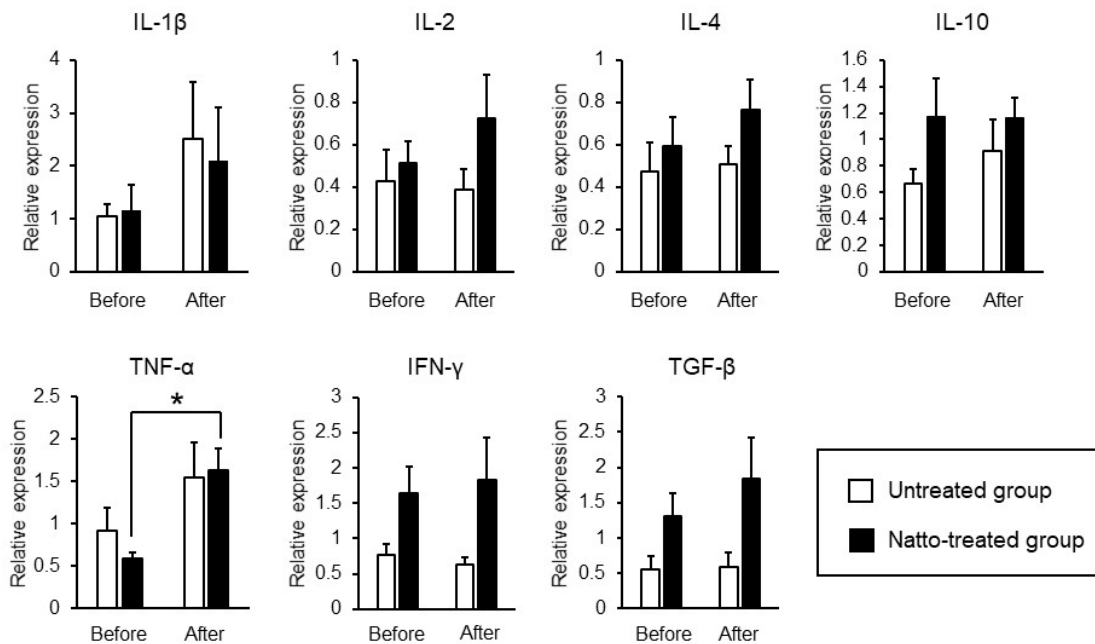 IL-1β
Relative expression
4
3
2
1
0
Before After
IL-2
Relative expression
1
0.8
0.6
0.4
0.2
0
Before After
IL-4
Relative expression
1
0.8
0.6
0.4
0.2
0
Before After
IL-10
Relative expression
1.6
1.4
1.2
1
0.8
0.6
0.4
0.2
0
Before After
TNF-α
Relative expression
2.5
2
1.5
1
0.5
0
*
Before After
IFN-γ
Relative expression
3
2.5
2
1.5
1
0.5
0
Before After
TGF-β
Relative expression
3
2.5
2
1.5
1
0.5
0
Before After
Untreated group
Natto-treated group